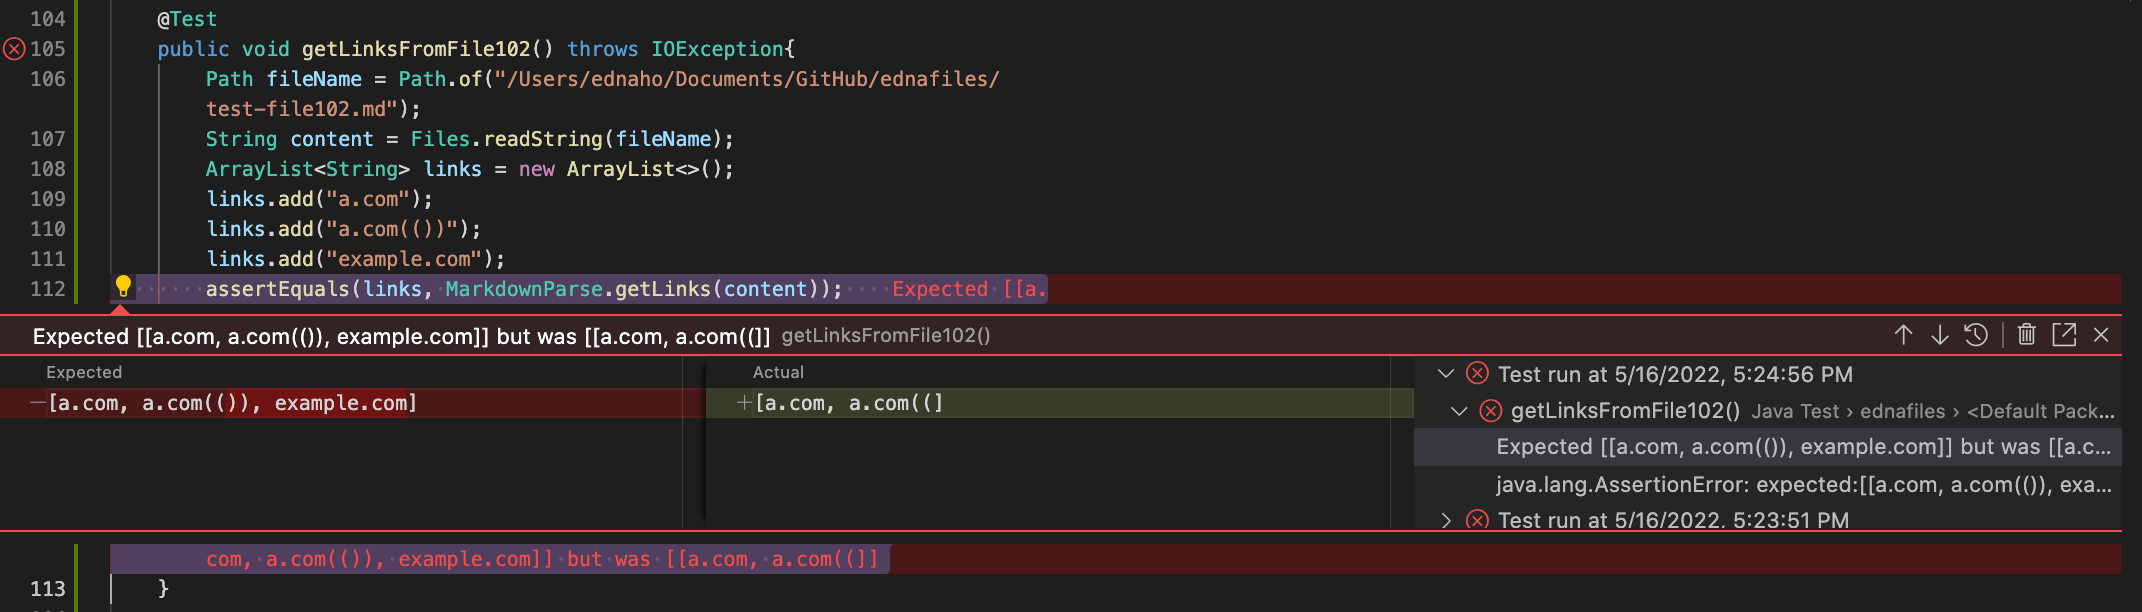 104 @Test
105 public void getLinksFromFile102() throws IOException{
106 Path fileName = Path.of("/Users/ednaho/Documents/GitHub/ednafiles/
test-file102.md");
107 String content = Files.readString(fileName);
108 ArrayList<String> links = new ArrayList<>();
109 links.add("a.com");
110 links.add("a.com(())");
111 links.add("example.com");
112 assertEquals(links, MarkdownParse.getLinks(content)); Expected [[a.
Expected [[a.com, a.com(()), example.com]] but was [[a.com, a.com((]] getLinksFromFile102()
Expected
—[a.com, a.com(()), example.com]
Actual
+[a.com, a.com((]
Test run at 5/16/2022, 5:24:56 PM
getLinksFromFile102() Java Test › ednafiles › <Default Pack...
Expected [[a.com, a.com(()), example.com]] but was [[a.c...
java.lang.AssertionError: expected:[[a.com, a.com(()), exa...
Test run at 5/16/2022, 5:23:51 PM
com, a.com(()), example.com]] but was [[a.com, a.com((]]
113 }